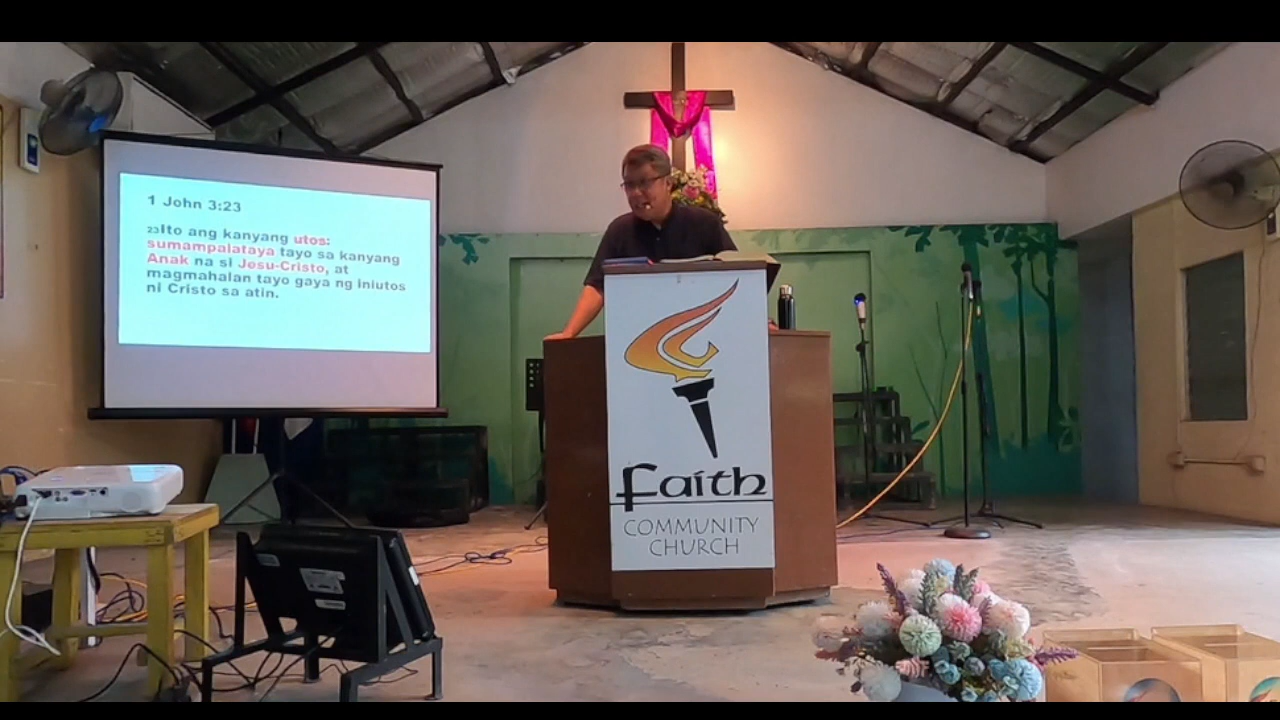 1 John 3:23
23Ito ang kanyang utos:
sumampalataya tayo sa kanyang
Anak na si Jesu-Cristo, at
magmahalan tayo gaya ng iniutos
ni Cristo sa atin.
Faith
COMMUNITY
CHURCH